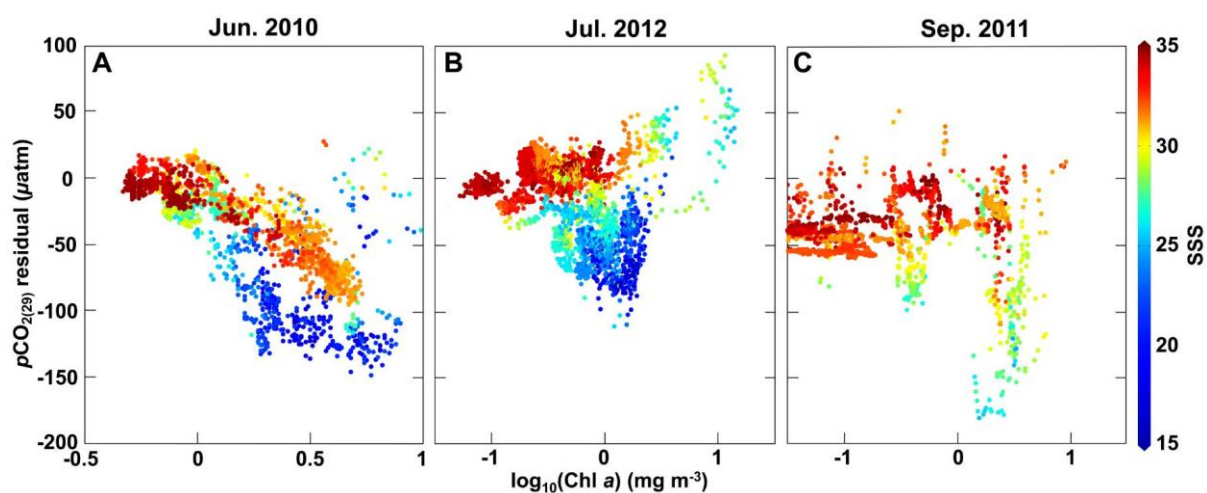 Jun. 2010
Jul. 2012
Sep. 2011
A
B
C
100
50
0
-50
-100
-150
-200
pCO2(29) residual (µatm)
-0.5
0
0.5
1
-1
0
1
-1
0
1
log10(Chl a) (mg m-3)
35
30
25
20
15
SSS